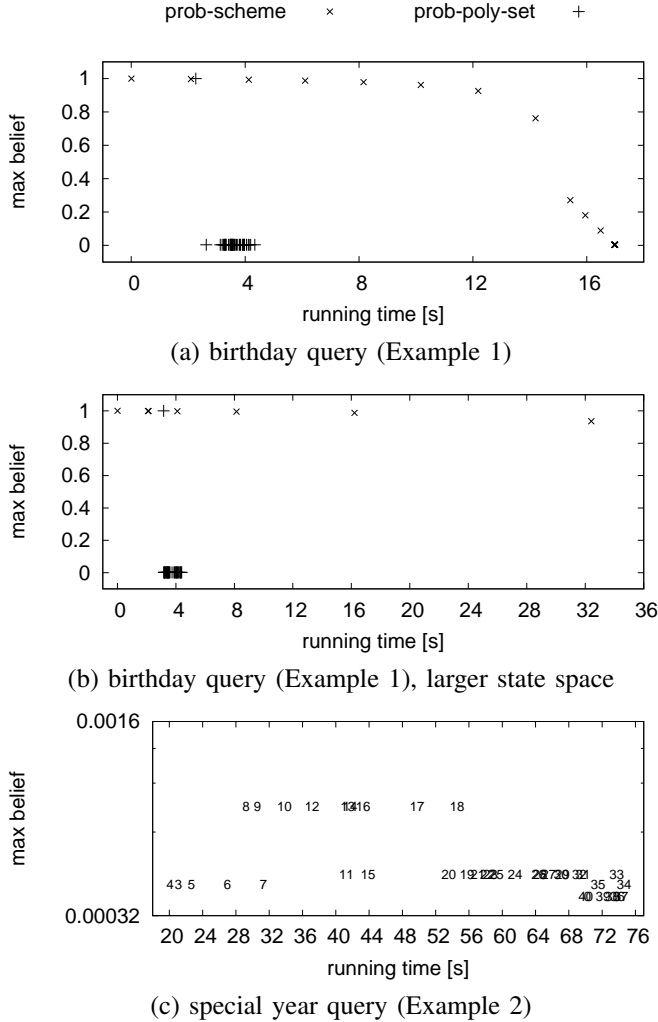 prob-scheme × prob-poly-set +
max belief
1
0.8
0.6
0.4
0.2
0
0 4 8 12 16
running time [s]
(a) birthday query (Example 1)
max belief
1
0.8
0.6
0.4
0.2
0
0 4 8 12 16 20 24 28 32 36
running time [s]
(b) birthday query (Example 1), larger state space
max belief
0.0016
8 9 10 12 13 16 17 18
11 15 20 19 24 33
43 5 6 7 35 34
0.00032
20 24 28 32 36 40 44 48 52 56 60 64 68 72 76
running time [s]
(c) special year query (Example 2)